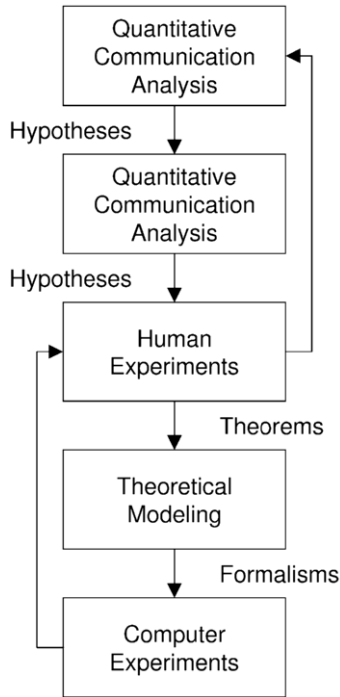 Quantitative
Communication
Analysis
Hypotheses
Quantitative
Communication
Analysis
Hypotheses
Human
Experiments
Theorems
Theoretical
Modeling
Formalisms
Computer
Experiments